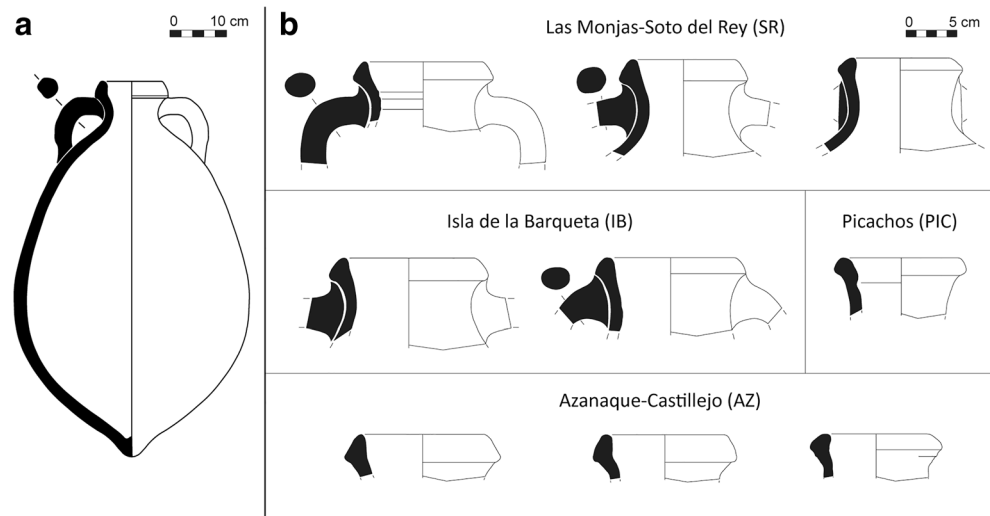 a
0 10 cm
b
Las Monjas-Soto del Rey (SR)
0 5 cm
Isla de la Barqueta (IB)
Picachos (PIC)
Azanaque-Castillejo (AZ)